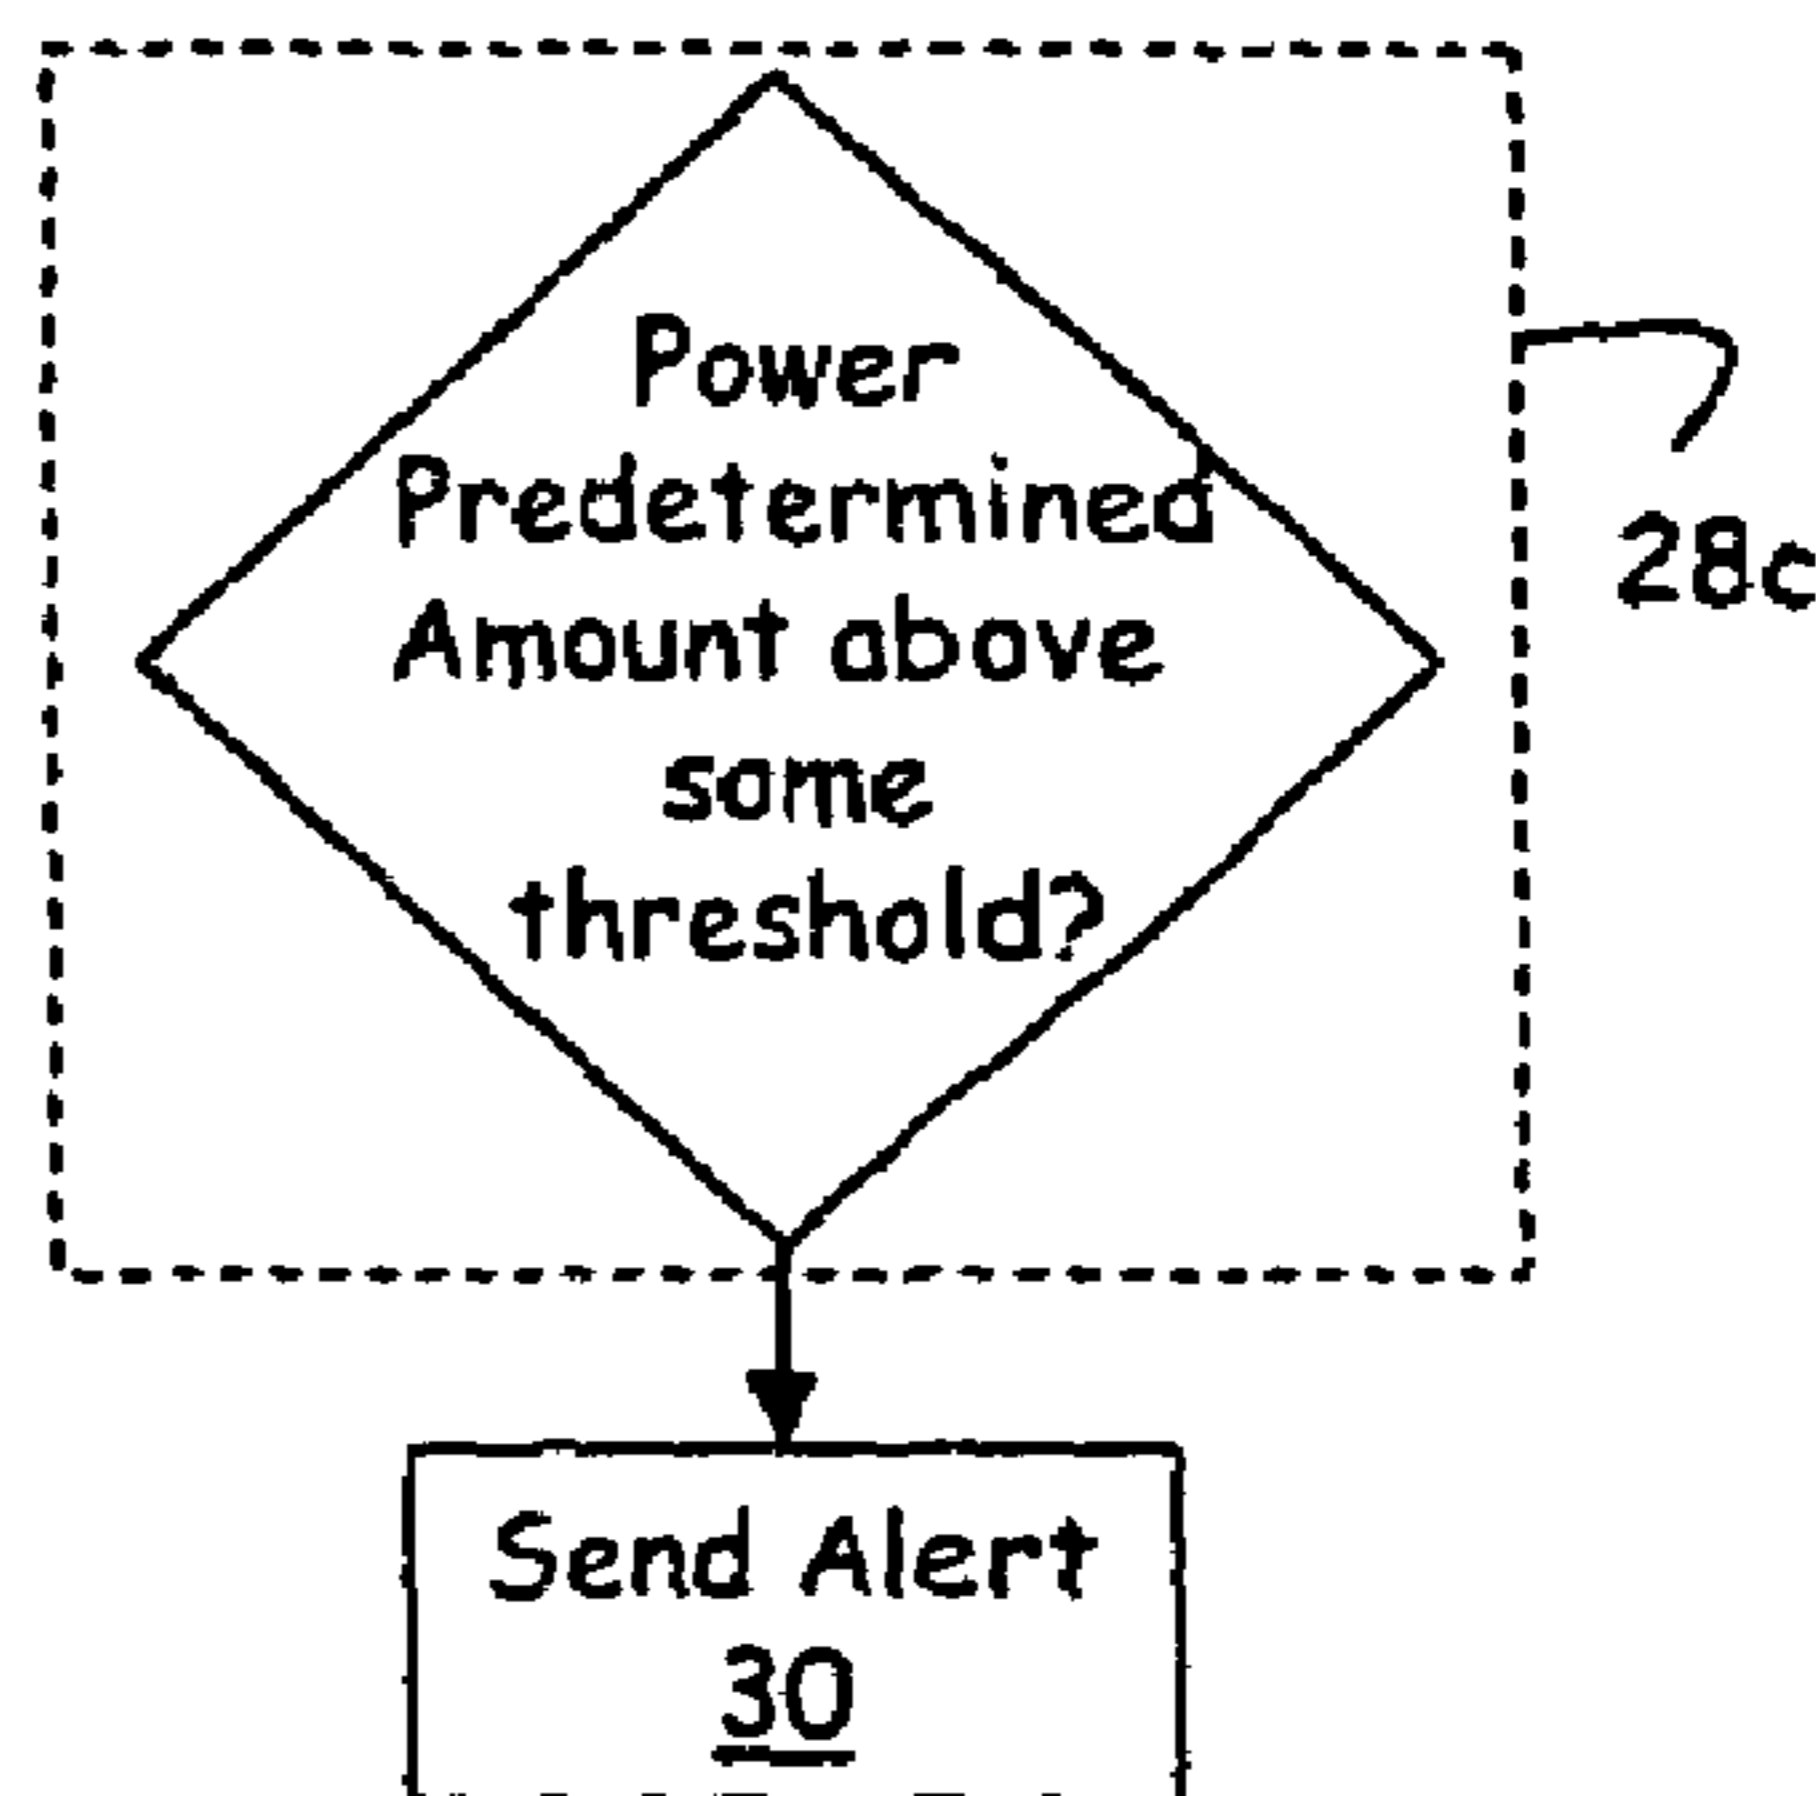 Power
Predetermined
Amount above
some
threshold?
28c
Send Alert
30